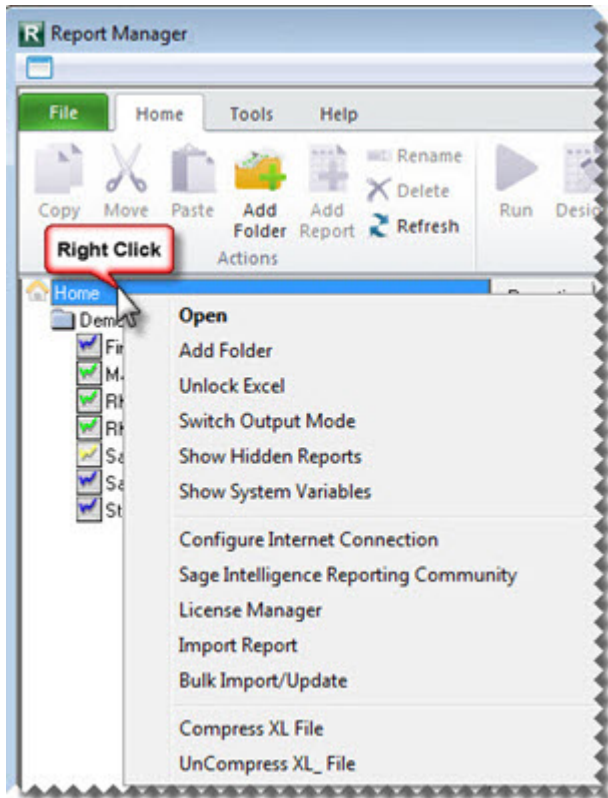 R Report Manager
File Home Tools Help
Copy Move Paste Add Folder Add Report Rename Delete Refresh Run
Actions
Right Click
Home
Open
Add Folder
Unlock Excel
Switch Output Mode
Show Hidden Reports
Show System Variables
Configure Internet Connection
Sage Intelligence Reporting Community
License Manager
Import Report
Bulk Import/Update
Compress XL File
UnCompress XL_ File